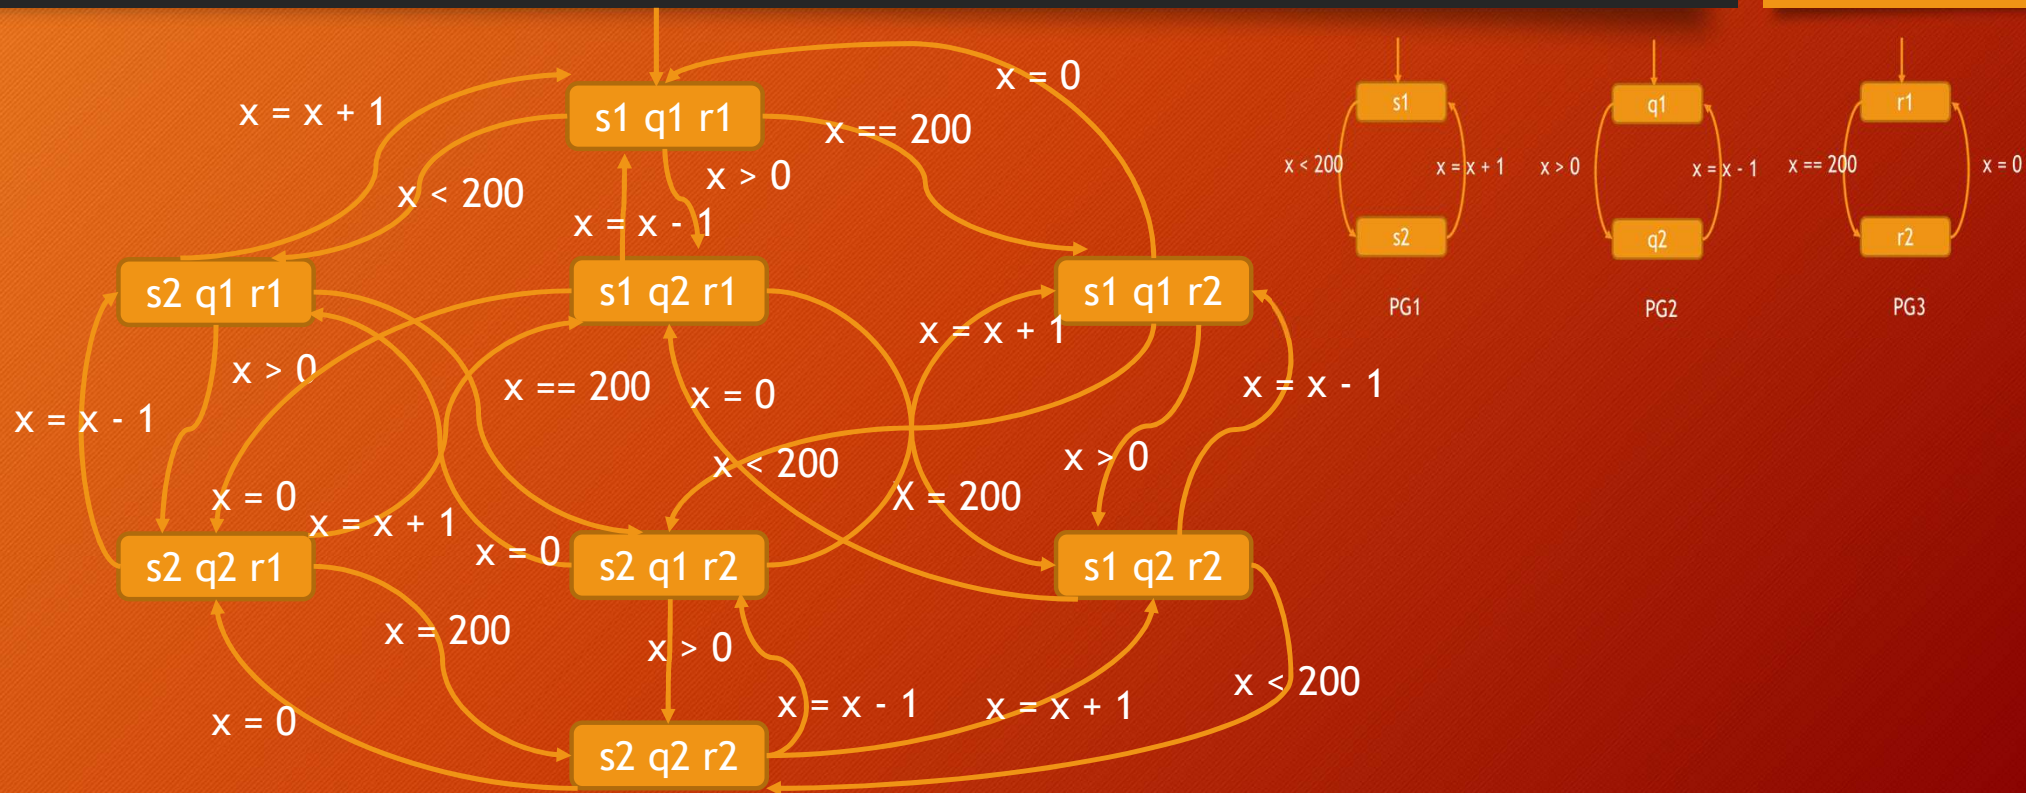 x = 0
x = x + 1
s1 q1 r1
x == 200
x > 0
x < 200
x = x - 1
s2 q1 r1
s1 q2 r1
s1 q1 r2
x = x + 1
x > 0
x == 200
x = 0
x = x - 1
x = x - 1
x < 200
x > 0
x = 0
X = 200
x = x + 1
x = 0
s2 q2 r1
s2 q1 r2
s1 q2 r2
x = 200
x > 0
x < 200
x = 0
x = x - 1
x = x + 1
s2 q2 r2
s1
x < 200
x = x + 1
s2
PG1
q1
x > 0
x = x - 1
q2
PG2
r1
x == 200
x = 0
r2
PG3